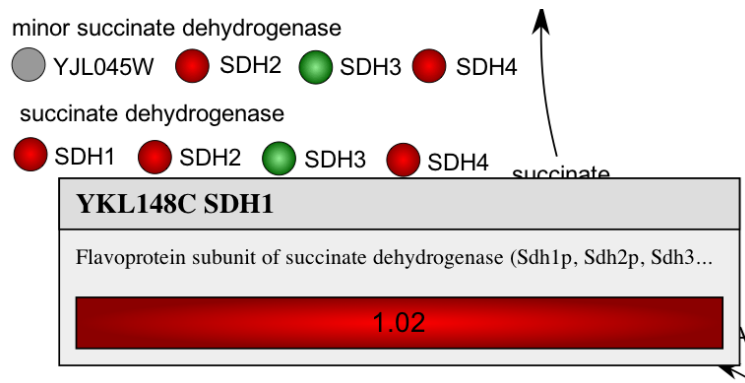 minor succinate dehydrogenase
YJL045W SDH2 SDH3 SDH4
succinate dehydrogenase
SDH1 SDH2 SDH3 SDH4
succinate
YKL148C SDH1
Flavoprotein subunit of succinate dehydrogenase (Sdh1p, Sdh2p, Sdh3...
1.02